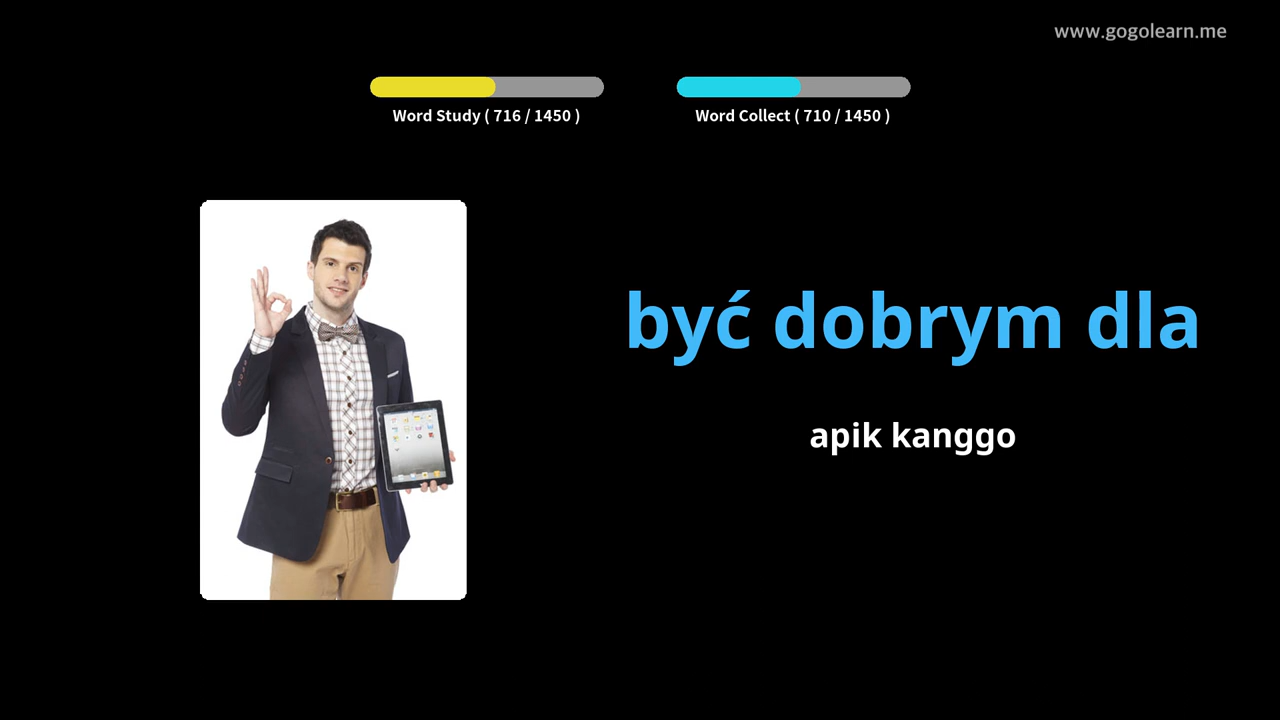 www.gogolearn.me
Word Study ( 716 / 1450 )
Word Collect ( 710 / 1450 )
być dobrym dla
apik kanggo